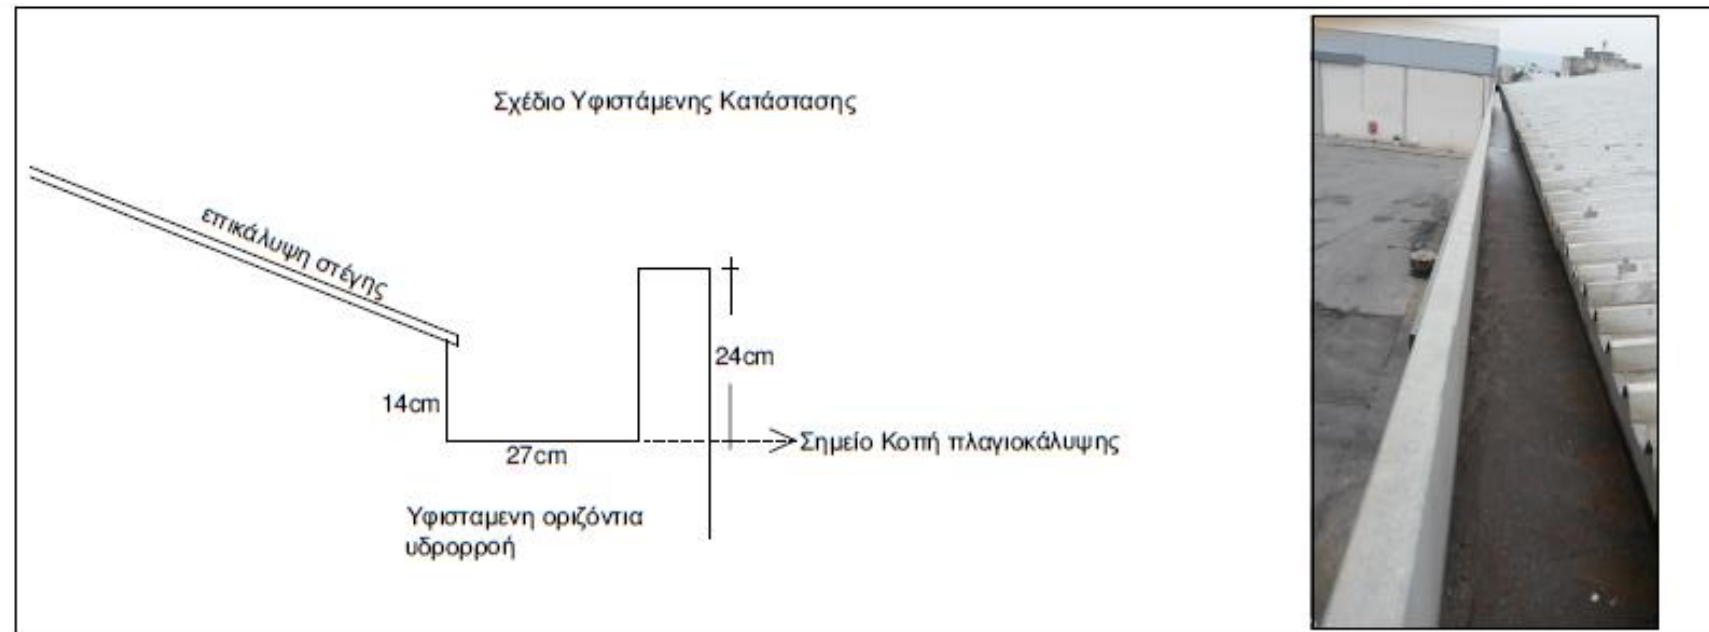 Σχέδιο Υφιστάμενης Κατάστασης
επικάλυψη στέγης
24cm
14cm
Σημείο Κοπή πλαγιοκάλυψης
27cm
Υφισταμενη οριζόντια
υδρορροή